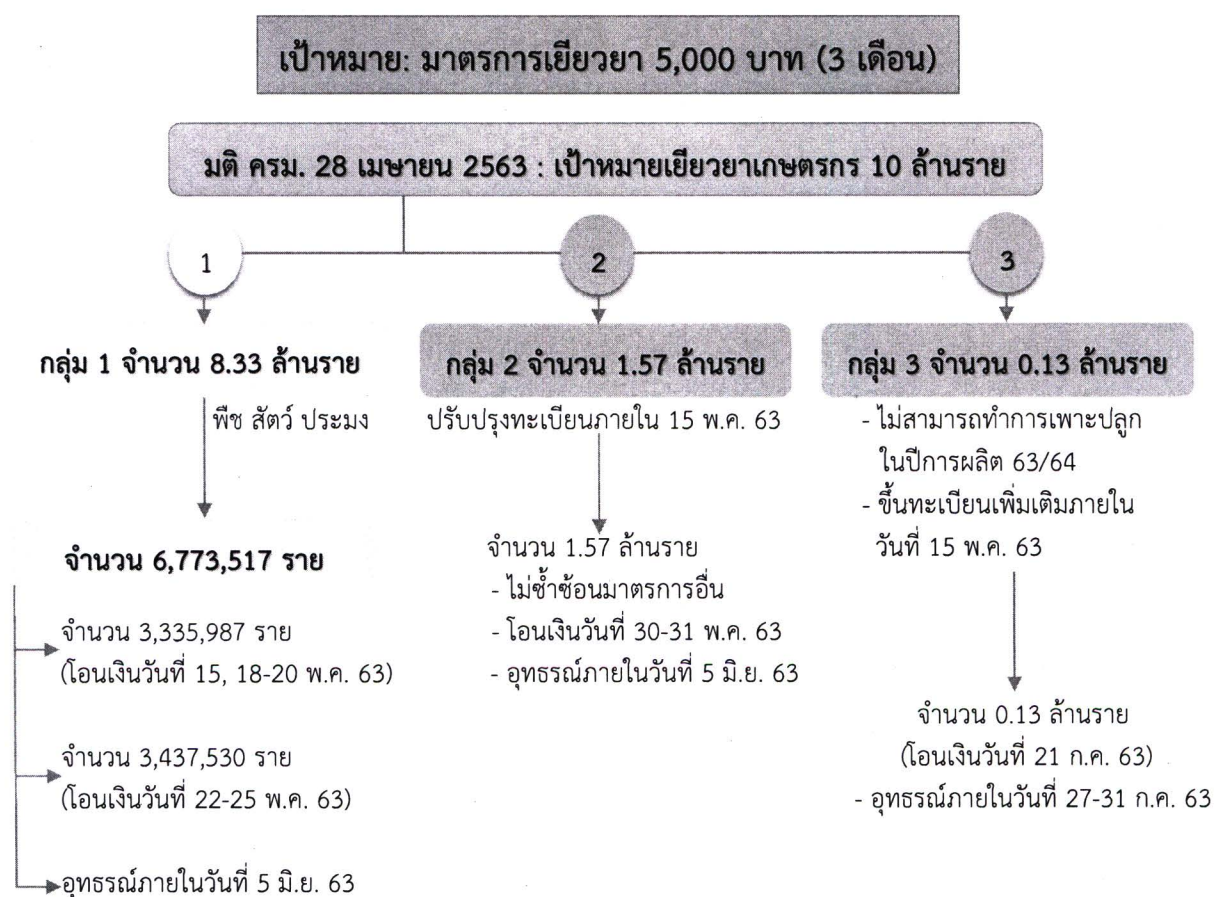 เป้าหมาย: มาตรการเยียวยา 5,000 บาท (3 เดือน)
มติ ครม. 28 เมษายน 2563 : เป้าหมายเยียวยาเกษตรกร 10 ล้านราย
1
2
3
กลุ่ม 1 จำนวน 8.33 ล้านราย
พืช สัตว์ ประมง
จำนวน 6,773,517 ราย
จำนวน 3,335,987 ราย
(โอนเงินวันที่ 15, 18-20 พ.ค. 63)
จำนวน 3,437,530 ราย
(โอนเงินวันที่ 22-25 พ.ค. 63)
อุทธรณ์ภายในวันที่ 5 มิ.ย. 63
กลุ่ม 2 จำนวน 1.57 ล้านราย
ปรับปรุงทะเบียนภายใน 15 พ.ค. 63
จำนวน 1.57 ล้านราย
- ไม่ซ้ำซ้อนมาตรการอื่น
- โอนเงินวันที่ 30-31 พ.ค. 63
- อุทธรณ์ภายในวันที่ 5 มิ.ย. 63
กลุ่ม 3 จำนวน 0.13 ล้านราย
- ไม่สามารถทำการเพาะปลูก
ในปีการผลิต 63/64
- ขึ้นทะเบียนเพิ่มเติมภายใน
วันที่ 15 พ.ค. 63
จำนวน 0.13 ล้านราย
(โอนเงินวันที่ 21 ก.ค. 63)
- อุทธรณ์ภายในวันที่ 27-31 ก.ค. 63